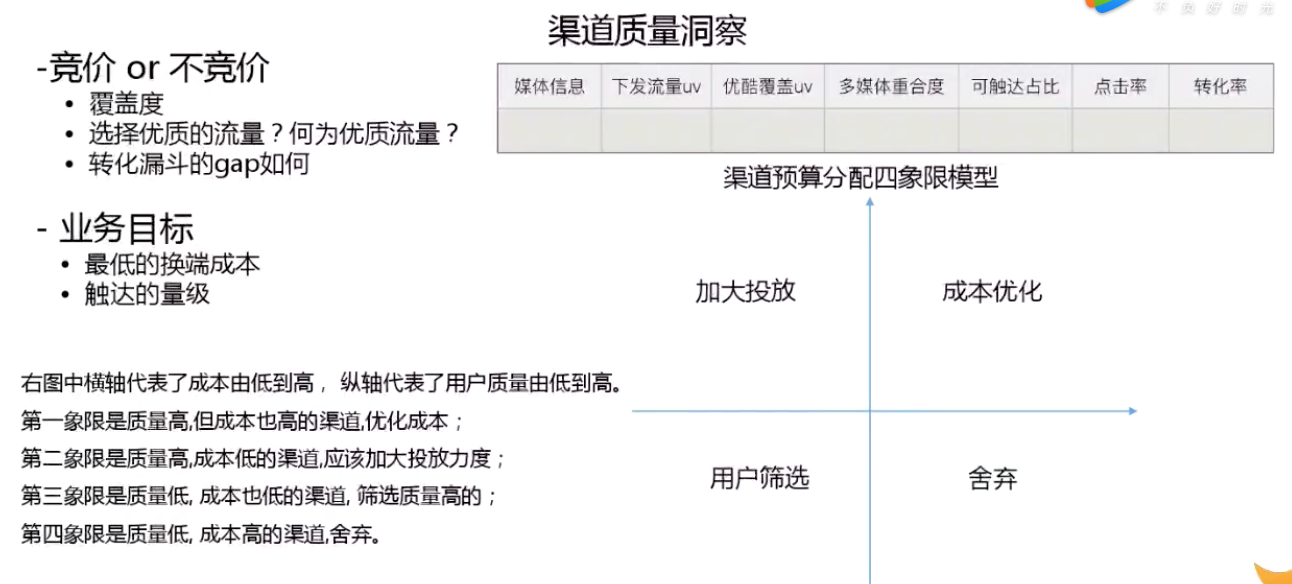 不负好时光
渠道质量洞察
-竞价 or 不竞价
• 覆盖度
• 选择优质的流量？何为优质流量？
• 转化漏斗的gap如何
- 业务目标
• 最低的换端成本
• 触达的量级
媒体信息 下发流量uv 优酷覆盖uv 多媒体重合度 可触达占比 点击率 转化率
渠道预算分配四象限模型
加大投放 成本优化
用户筛选 舍弃
右图中横轴代表了成本由低到高， 纵轴代表了用户质量由低到高。
第一象限是质量高,但成本也高的渠道,优化成本；
第二象限是质量高,成本低的渠道,应该加大投放力度；
第三象限是质量低, 成本也低的渠道, 筛选质量高的；
第四象限是质量低, 成本高的渠道,舍弃。